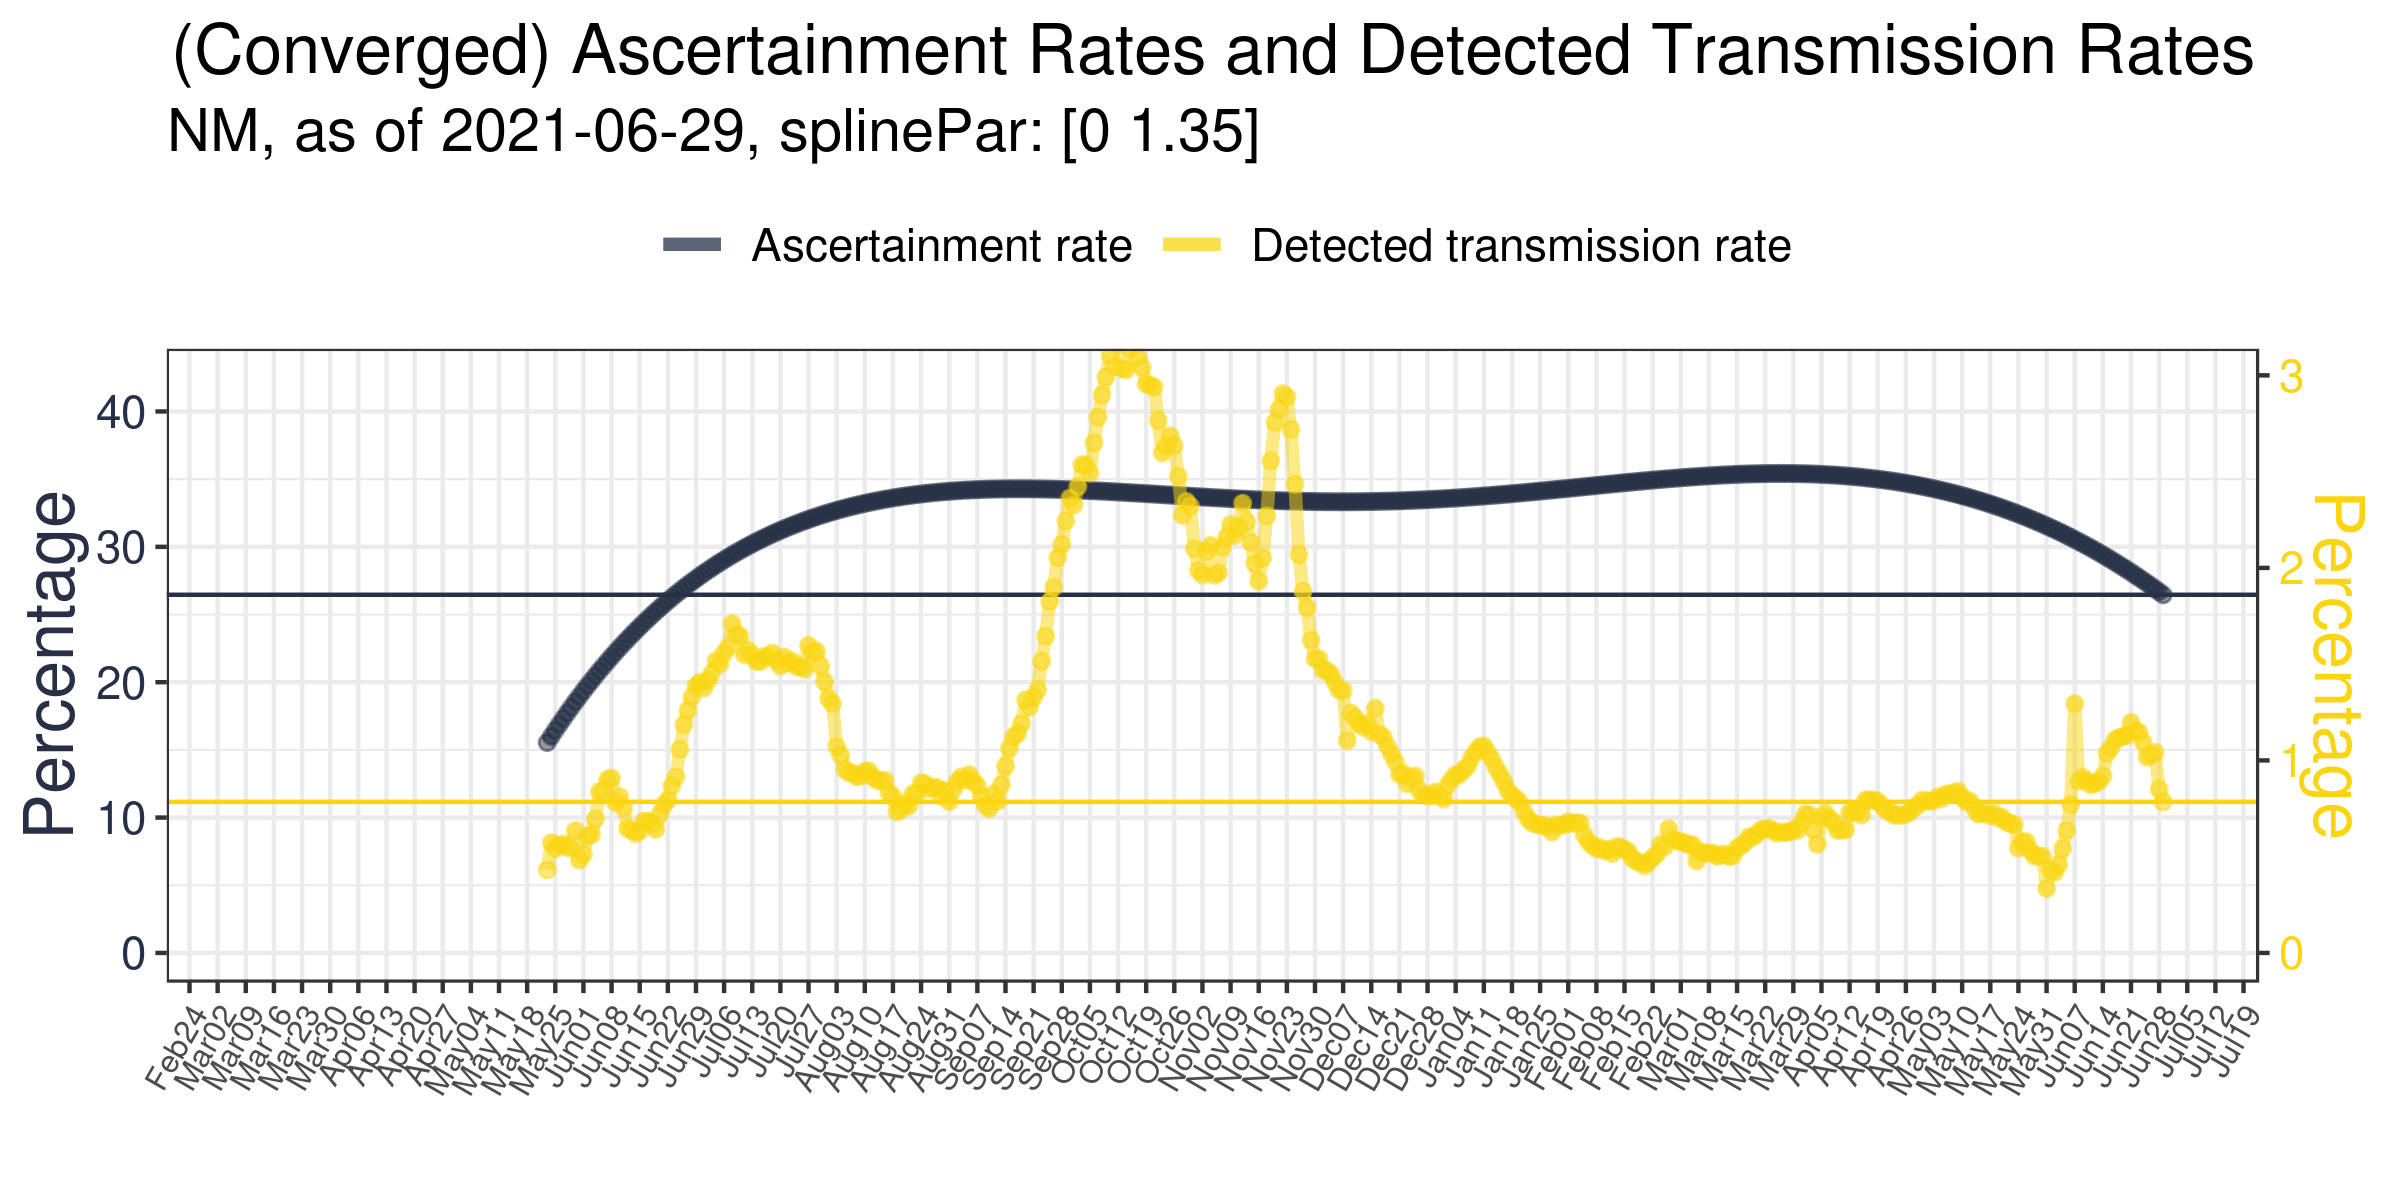 (Converged) Ascertainment Rates and Detected Transmission Rates
NM, as of 2021-06-29, splinePar: [0 1.35]
Ascertainment rate Detected transmission rate
Percentage
40
30
20
10
0
3
2
1
0
Percentage
Feb24 Mar02 Mar09 Mar16 Mar23 Mar30 Apr06 Apr13 Apr20 Apr27 May04 May11 May18 May25 Jun01 Jun08 Jun15 Jun22 Jun29 Jul06 Jul13 Jul20 Jul27 Aug03 Aug10 Aug17 Aug24 Aug31 Sep07 Sep14 Sep21 Sep28 Oct05 Oct12 Oct19 Oct26 Nov02 Nov09 Nov16 Nov23 Nov30 Dec07 Dec14 Dec21 Dec28 Jan04 Jan11 Jan18 Jan25 Feb01 Feb08 Feb15 Feb22 Mar01 Mar08 Mar15 Mar22 Mar29 Apr05 Apr12 Apr19 Apr26 May03 May10 May17 May24 May31 Jun07 Jun14 Jun21 Jun28 Jul05 Jul12 Jul19